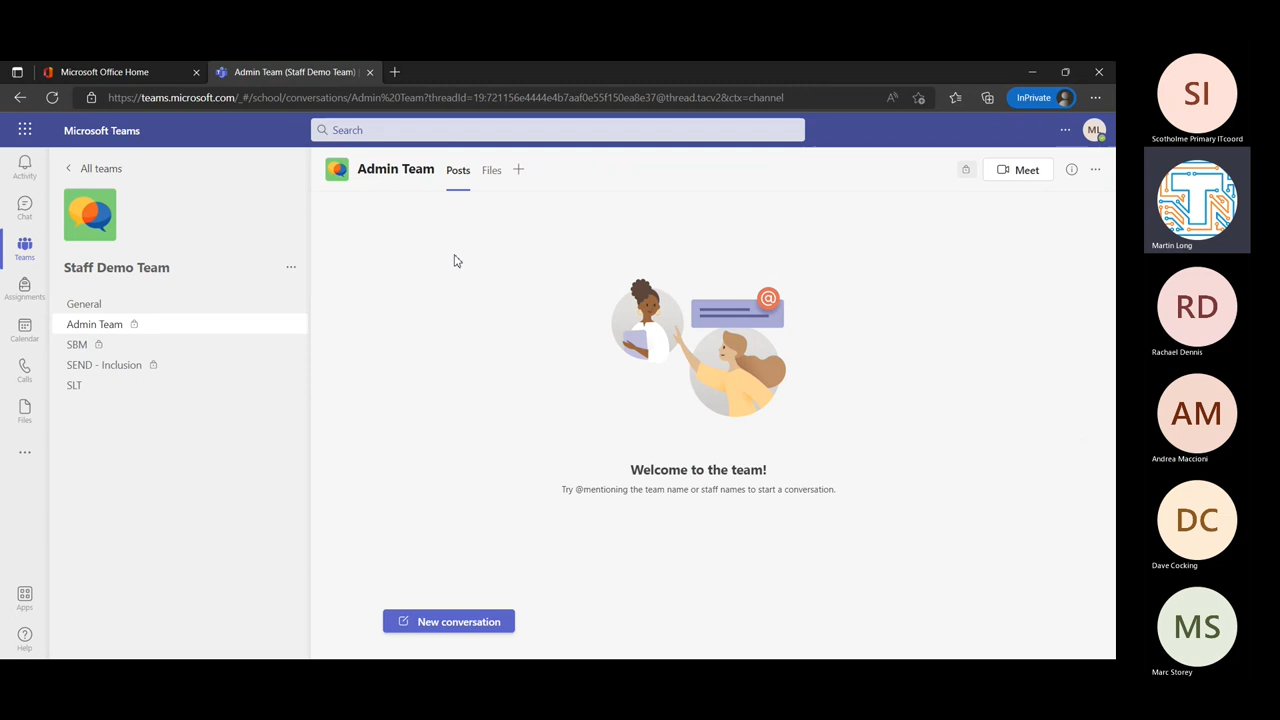 Microsoft Office Home
Admin Team (Staff Demo Team) |
https://teams.microsoft.com/_#/school/conversations/Admin%20Team?threadId=19:721156e4444e4b7aaf0e55f150ea8e37@thread.tacv2&ctx=channel
InPrivate
Microsoft Teams
Search
ML
Activity
Chat
Teams
Assignments
Calendar
Calls
Files
Apps
Help
All teams
Staff Demo Team
General
Admin Team
SBM
SEND - Inclusion
SLT
Admin Team
Posts
Files
Meet
@
Welcome to the team!
Try @mentioning the team name or staff names to start a conversation.
New conversation
SI
Scotholme Primary ITcoord
T
Martin Long
RD
Rachael Dennis
AM
Andrea Maccioni
DC
Dave Cocking
MS
Marc Storey